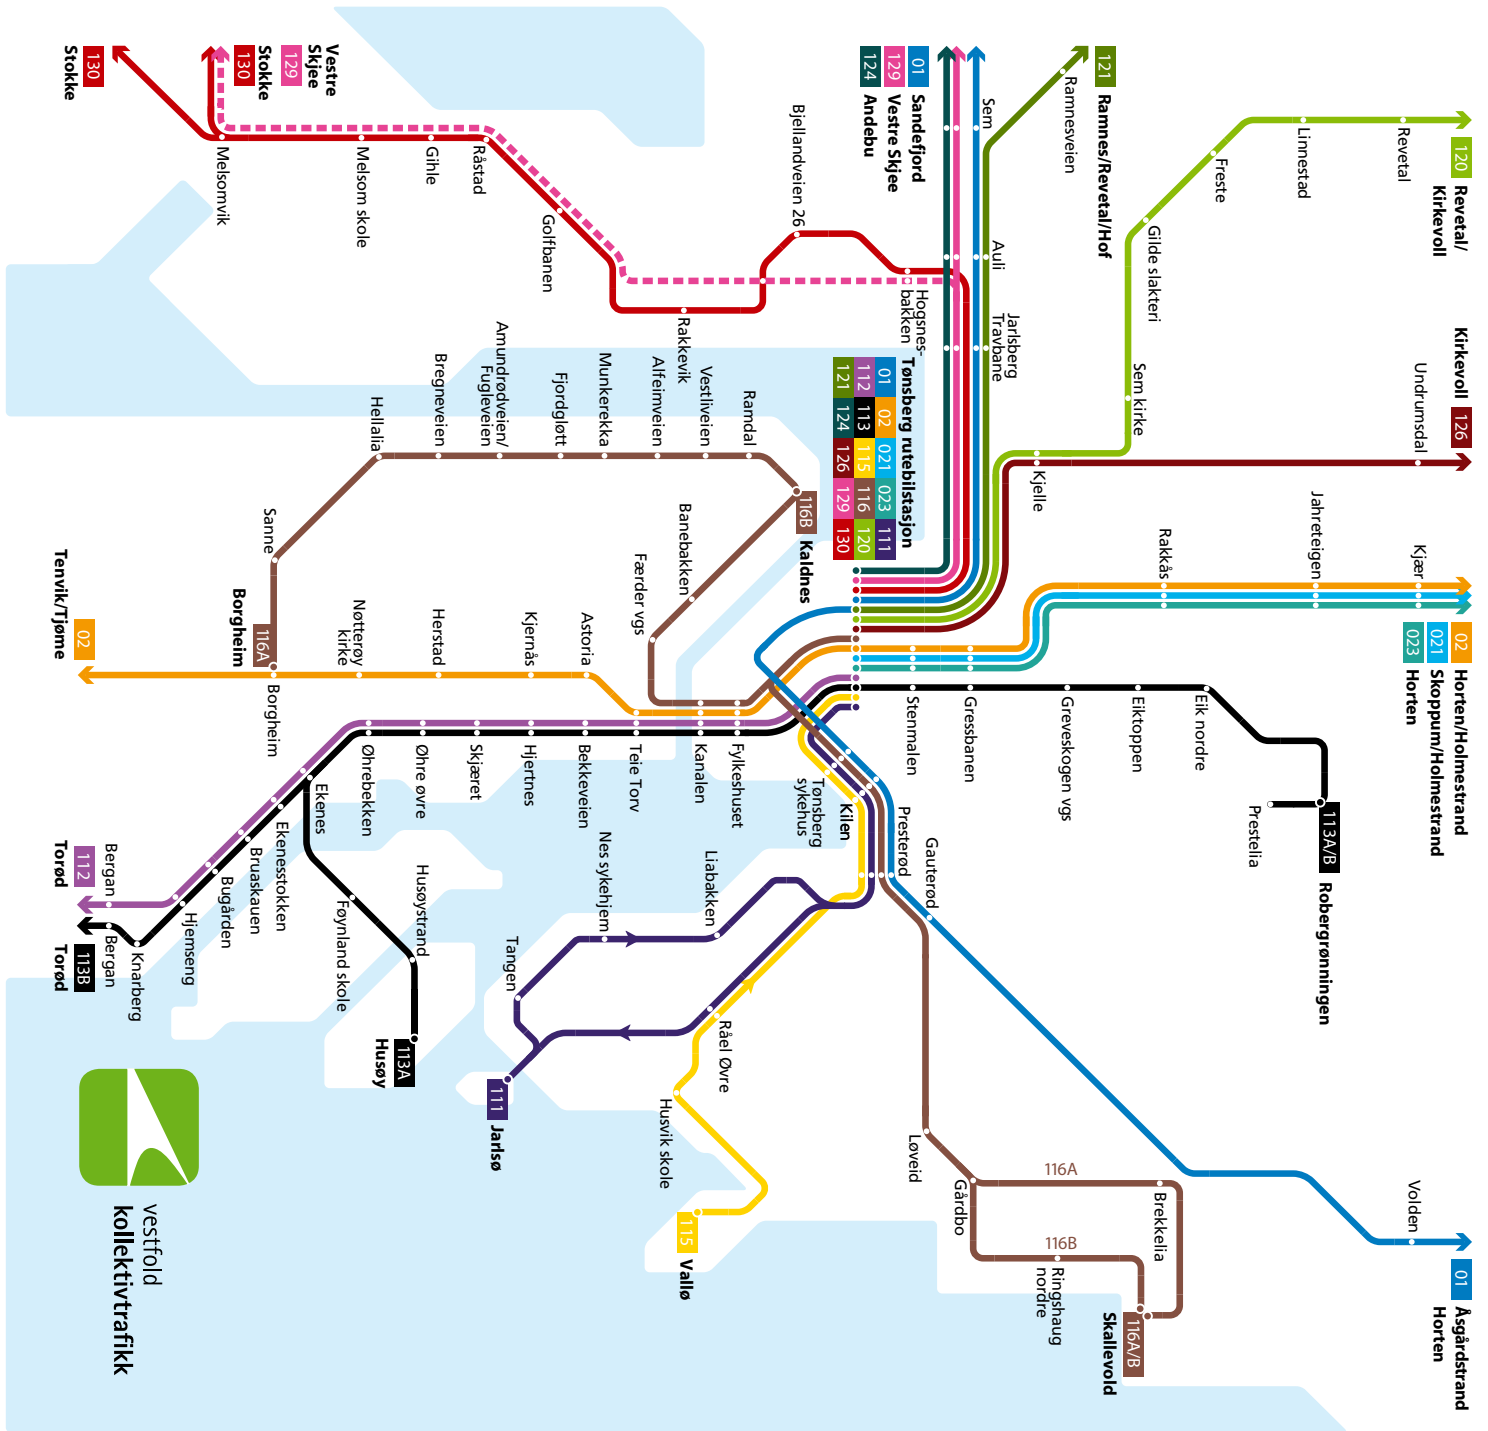 Revetal/
Kirkevoll
120
Revetal
Linnestad
Freste
Gilde slakteri
Sem kirke
Kirkevoll
126
Undrumsdal
Kjelle
Ramnes/Revetal/Hof
121
Ramnesveien
Sandefjord
01
Vestre Skjee
129
Andebu
124
Sem
Auli
Jarlsberg
Travbane
Hogsnes-
bakken
Bjellandveien 26
Rakkevik
Golfbanen
Råstad
Gihle
Melsom skole
Melsomvik
Vestre
Skjee
129
Stokke
130
Stokke
130
Tønsberg rutebilstasjon
01
02
021
023
111
112
113
115
116
120
121
124
126
129
130
Horten/Holmestrand
02
Skoppum/Holmestrand
021
Horten
023
Kjær
Jahreteigen
Rakkås
Stenmalen
Gressbanen
Greveskogen vgs
Eiktoppen
Eik nordre
Prestelia
113A/B
Robergrønningen
Kaldnes
116B
Ramdal
Vestliveien
Alfeimveien
Munkerekka
Fjordgløtt
Amundrødveien/
Fugleveien
Bregneveien
Hellalia
Sanne
Borgheim
116A
Banebakken
Færder vgs
Astoria
Kjernås
Herstad
Nøtterøy
kirke
Borgheim
Tenvik/Tjøme
02
Fylkeshuset
Kanalen
Teie Torv
Bekkeveien
Hjertnes
Skjæret
Øhre øvre
Øhrebekken
Ekenes
Ekenesstokken
Bruaskauen
Bugården
Hjemseng
Knarberg
Bergan
Bergan
112
Torød
113B
Torød
Føynland skole
Husøystrand
113A
Husøy
Tønsberg
sykehus
Kilen
Presterød
Gauterød
Liabakken
Nes sykehjem
Tangen
111
Jarlsø
Råel Øvre
Husvik skole
115
Vallø
Løveid
Gårdbo
116A
Brekkelia
116B
Ringshaug
nordre
116A/B
Skallevold
Volden
01
Åsgårdstrand
Horten
vestfold
kollektivtrafikk